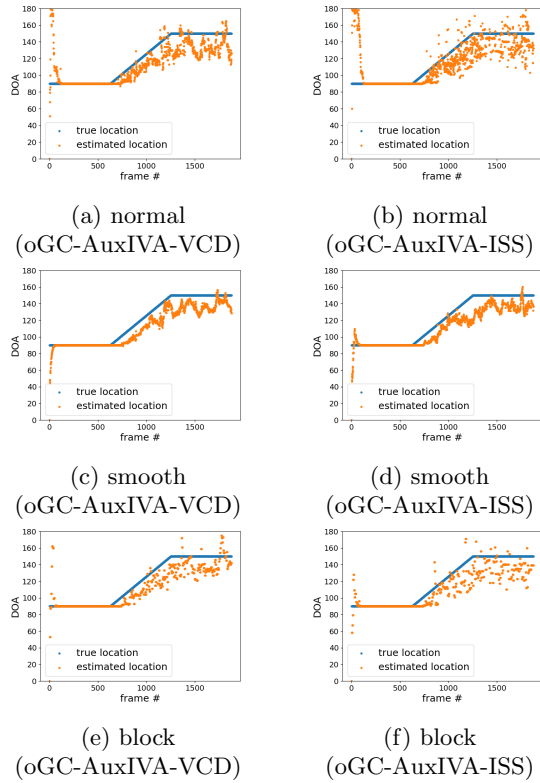 180
160
140
120
100
80
60
40
20
0
DOA
true location
estimated location
0 500 1000 1500
frame #
180
160
140
120
100
80
60
40
20
0
DOA
true location
estimated location
0 500 1000 1500
frame #
(a) normal
(oGC-AuxIVA-VCD)
(b) normal
(oGC-AuxIVA-ISS)
180
160
140
120
100
80
60
40
20
0
DOA
true location
estimated location
0 500 1000 1500
frame #
180
160
140
120
100
80
60
40
20
0
DOA
true location
estimated location
0 500 1000 1500
frame #
(c) smooth
(oGC-AuxIVA-VCD)
(d) smooth
(oGC-AuxIVA-ISS)
180
160
140
120
100
80
60
40
20
0
DOA
true location
estimated location
0 500 1000 1500
frame #
180
160
140
120
100
80
60
40
20
0
DOA
true location
estimated location
0 500 1000 1500
frame #
(e) block
(oGC-AuxIVA-VCD)
(f) block
(oGC-AuxIVA-ISS)